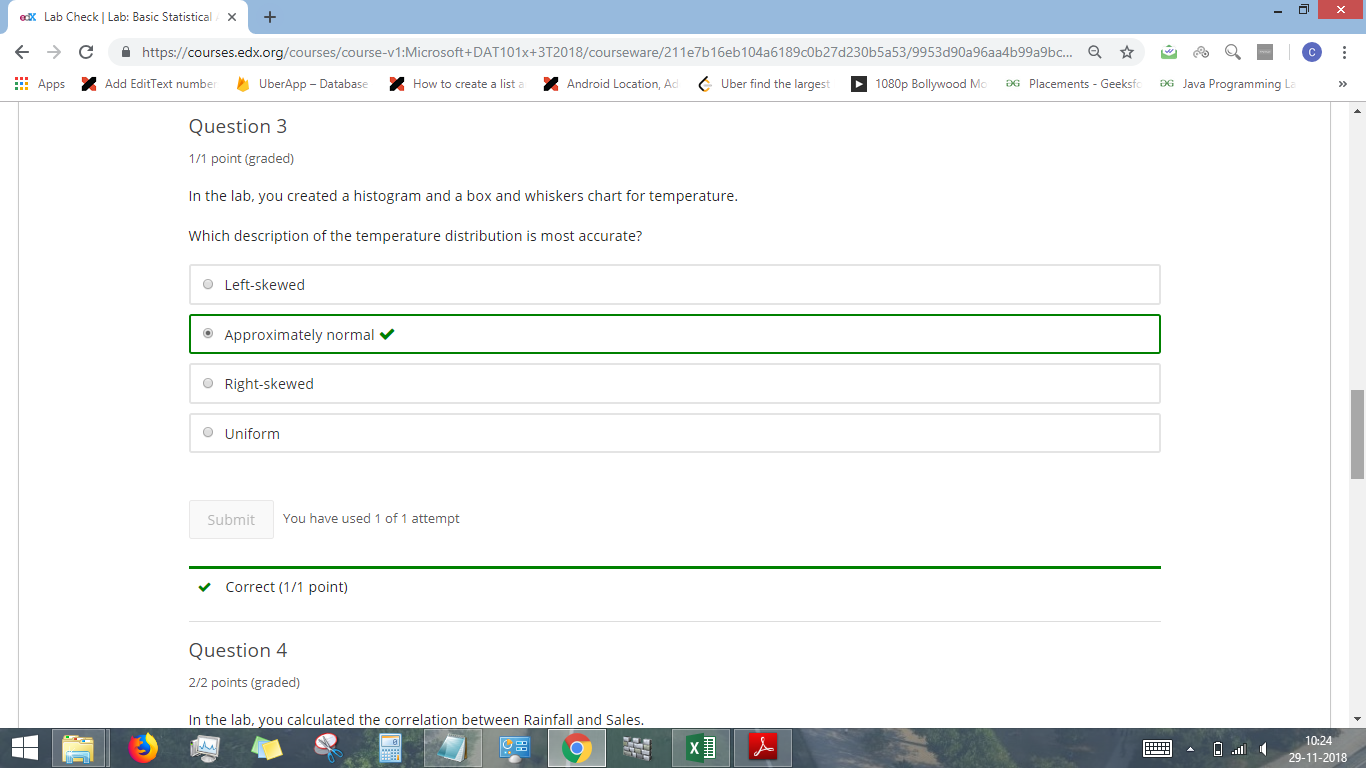 edX Lab Check | Lab: Basic Statistical
https://courses.edx.org/courses/course-v1:Microsoft+DAT101x+3T2018/courseware/211e7b16eb104a6189c0b27d230b5a53/9953d90a96aa4b99a9bc...
C
Apps Add EditText number UberApp – Database How to create a list a Android Location, Ad Uber find the largest 1080p Bollywood Mo Placements - Geeksfo Java Programming La »
Question 3
1/1 point (graded)
In the lab, you created a histogram and a box and whiskers chart for temperature.
Which description of the temperature distribution is most accurate?
Left-skewed
Approximately normal
Right-skewed
Uniform
Submit You have used 1 of 1 attempt
Correct (1/1 point)
Question 4
2/2 points (graded)
In the lab, you calculated the correlation between Rainfall and Sales.
10:24
29-11-2018